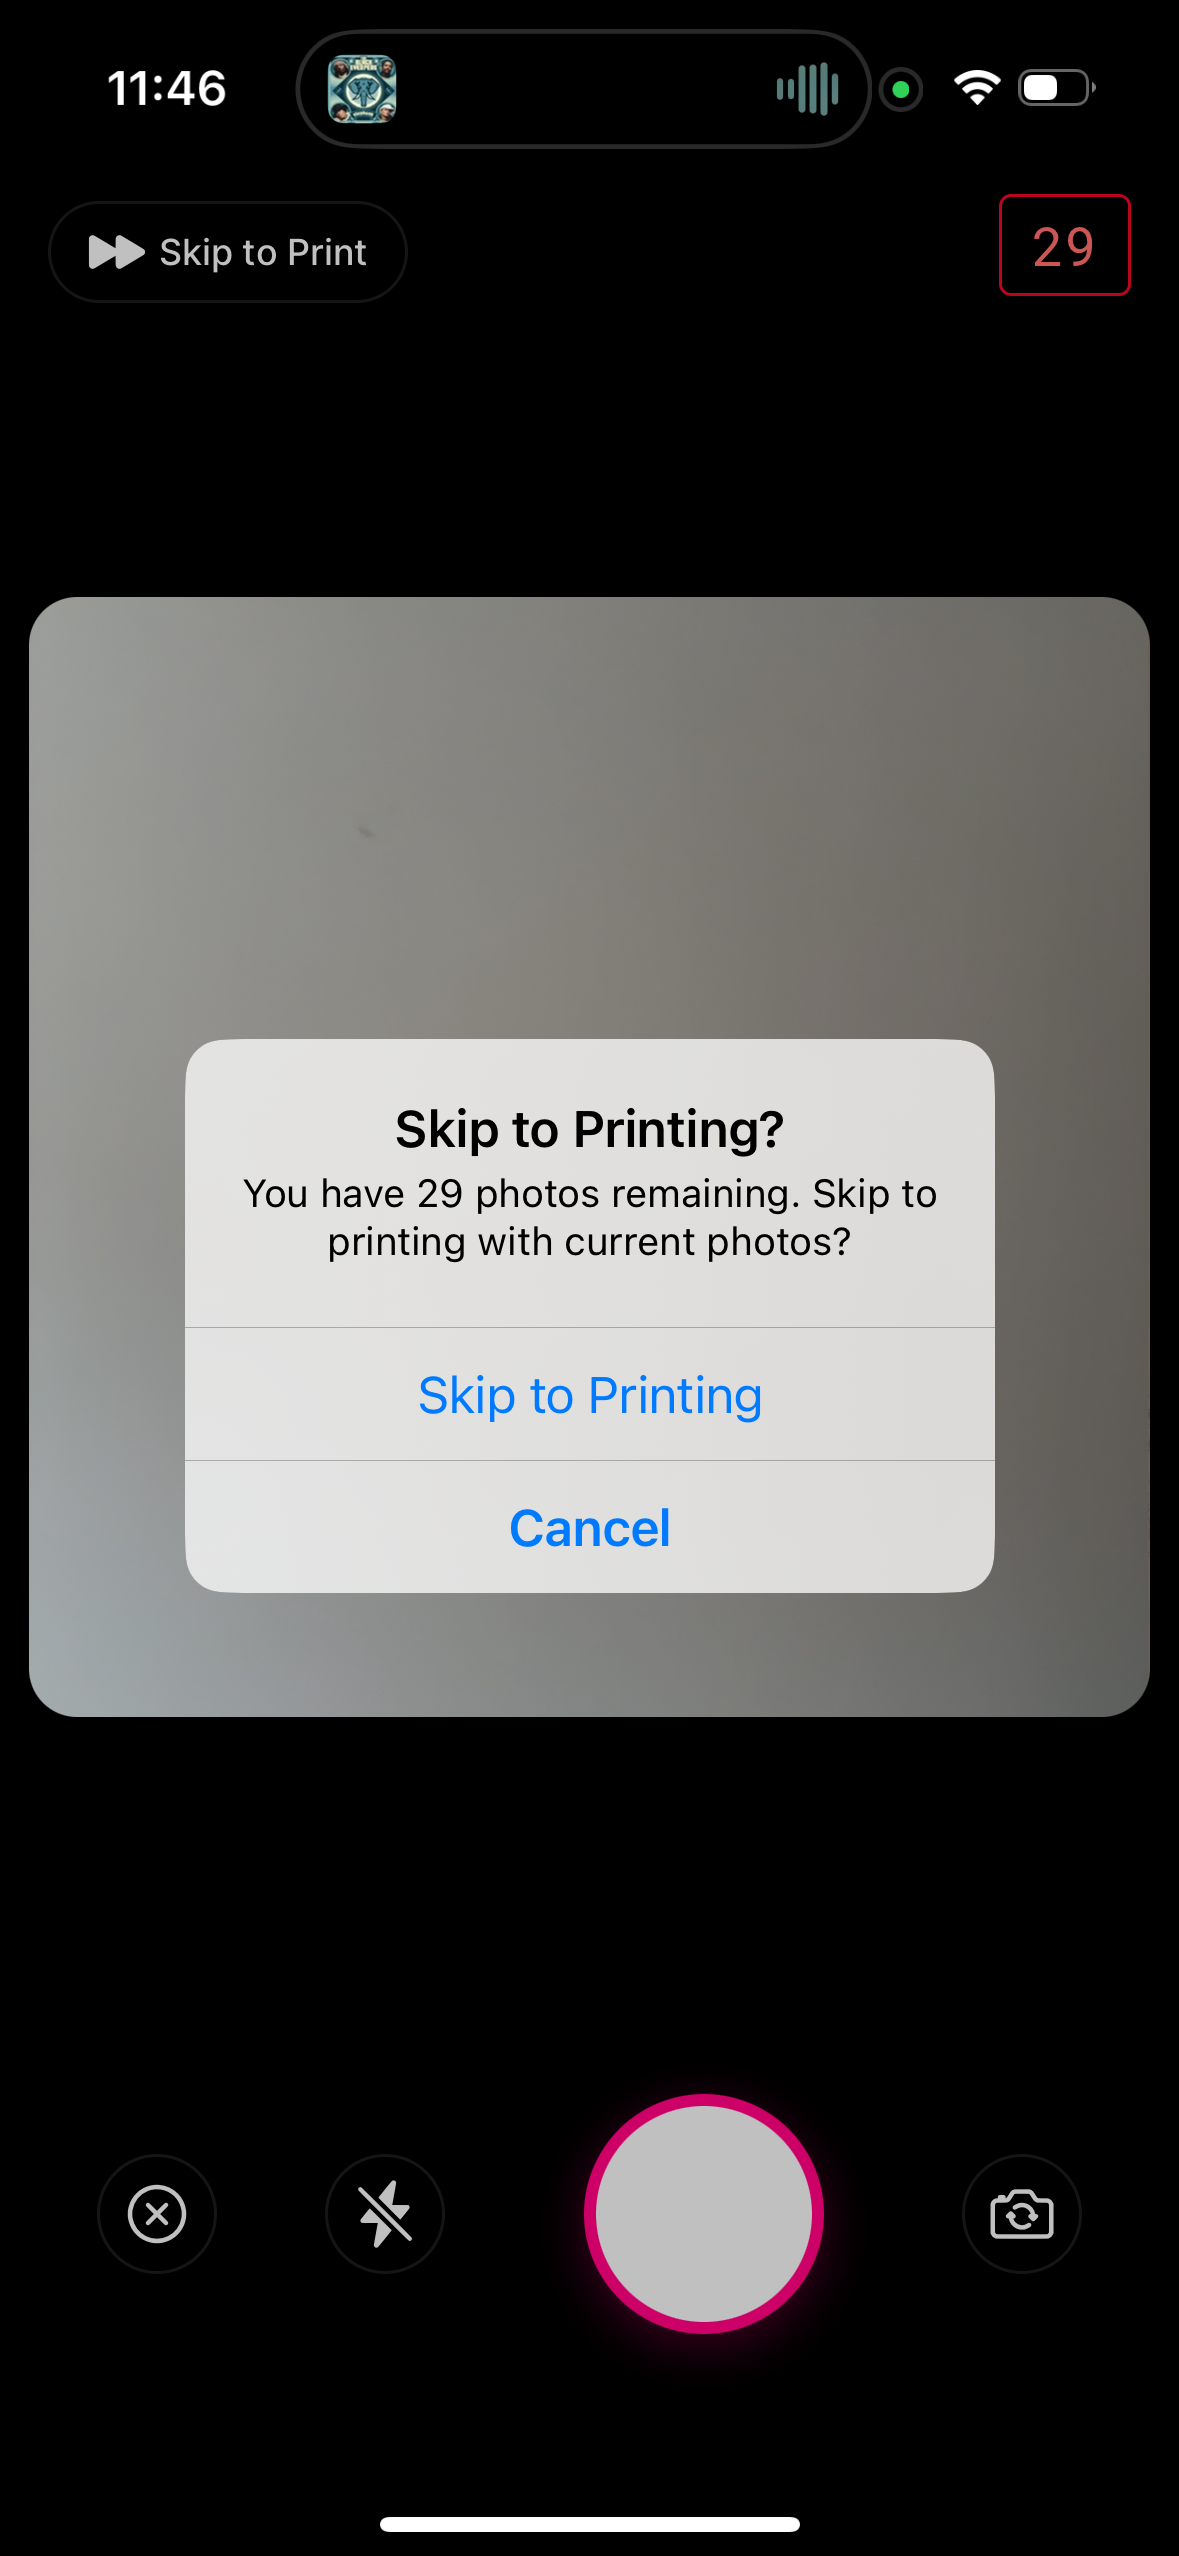 11:46
Skip to Print
29
Skip to Printing?
You have 29 photos remaining. Skip to
printing with current photos?
Skip to Printing
Cancel